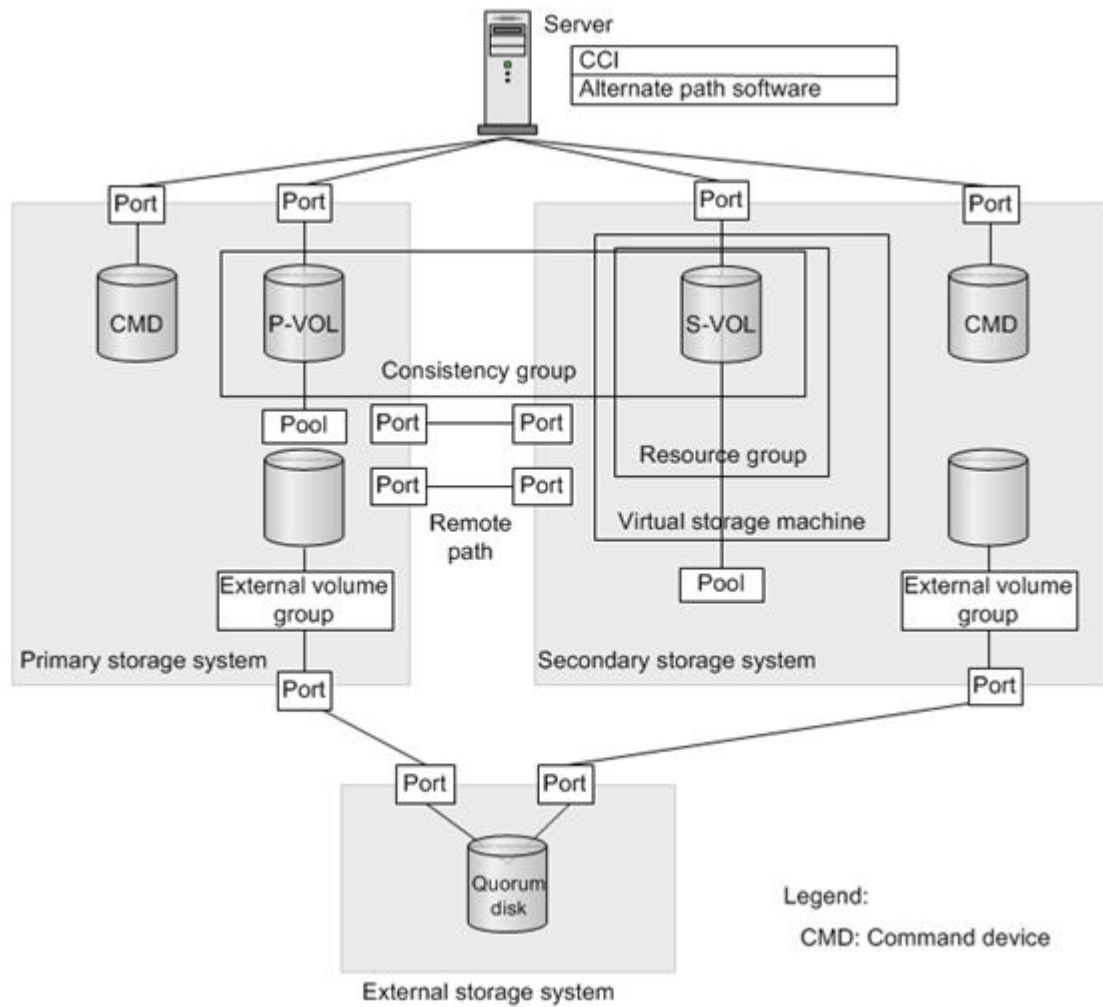 Server
CCI
Alternate path software
Port
Port
Port
Port
CMD
P-VOL
S-VOL
CMD
Consistency group
Pool
Port
Port
Resource group
Port
Port
Remote
path
Virtual storage machine
External volume
group
Pool
External volume
group
Primary storage system
Secondary storage system
Port
Port
Port
Port
Quorum
disk
Legend:
CMD: Command device
External storage system